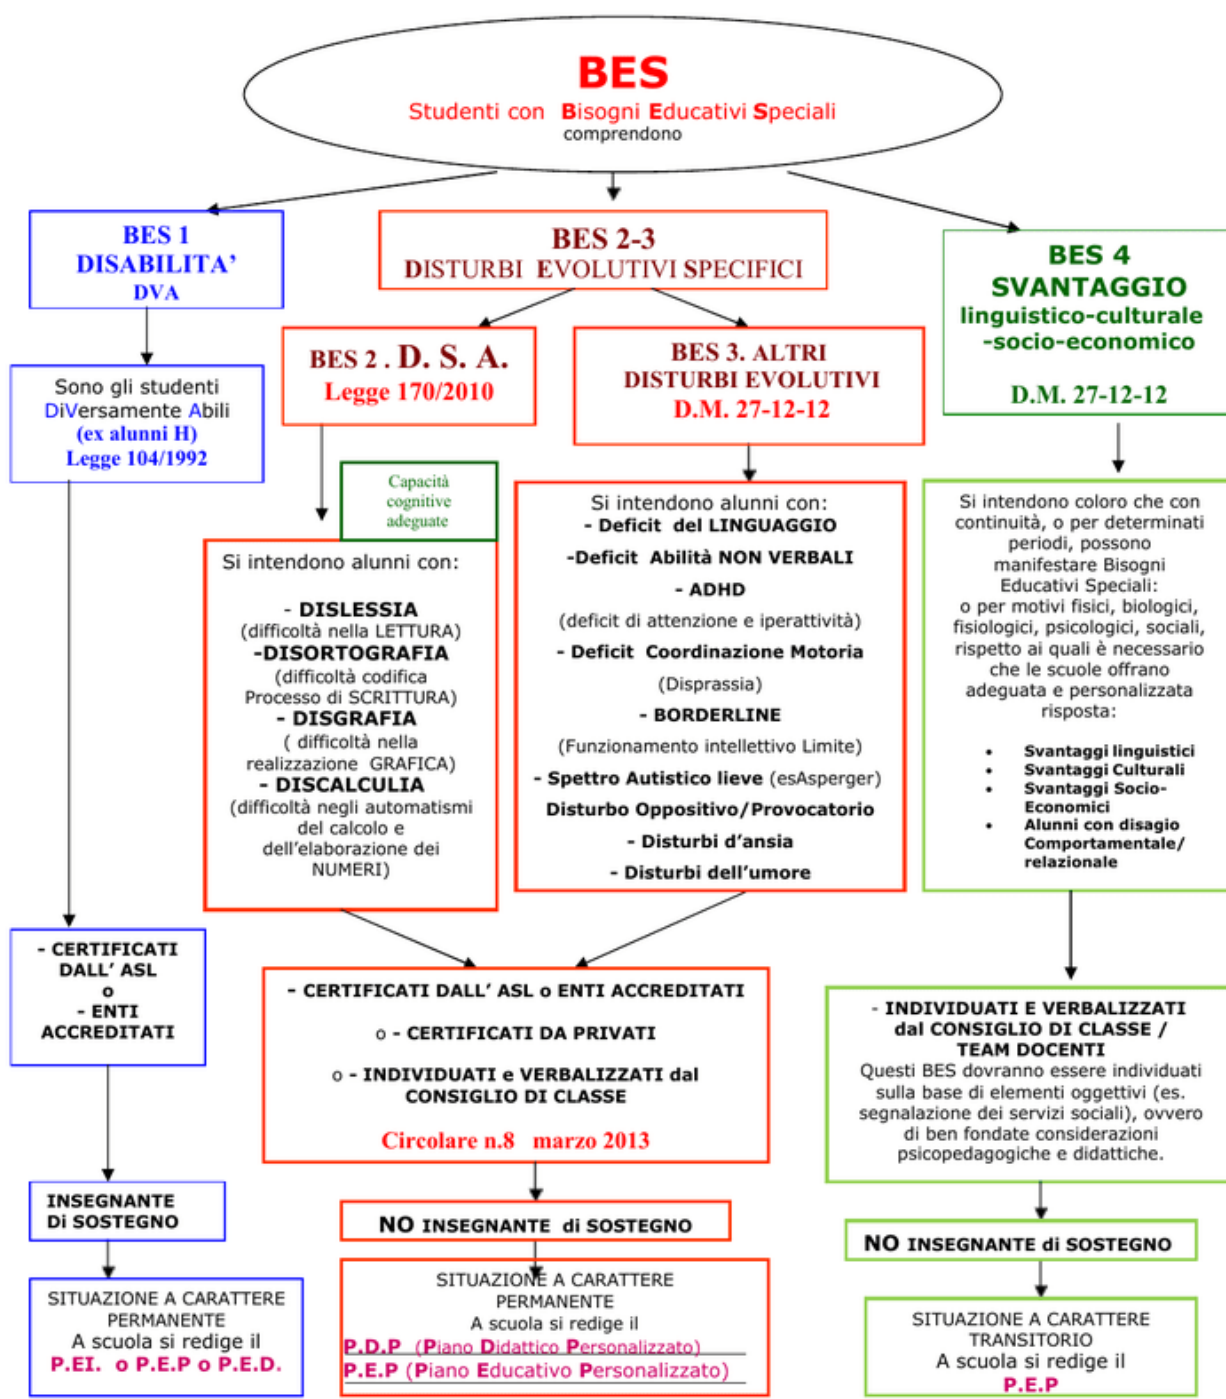 BES
Studenti con Bisogni Educativi Speciali
comprendono
BES 1
DISABILITA'
DVA
Sono gli studenti
DiVersamente Abili
(ex alunni H)
Legge 104/1992
- CERTIFICATI
DALL' ASL
o
- ENTI
ACCREDITATI
INSEGNANTE
Di SOSTEGNO
SITUAZIONE A CARATTERE
PERMANENTE
A scuola si redige il
P.EI. o P.E.P o P.E.D.
BES 2-3
DISTURBI EVOLUTIVI SPECIFICI
BES 2 . D. S. A.
Legge 170/2010
Capacità
cognitive
adeguate
Si intendono alunni con:
- DISLESSIA
(difficoltà nella LETTURA)
-DISORTOGRAFIA
(difficoltà codifica
Processo di SCRITTURA)
- DISGRAFIA
( difficoltà nella
realizzazione GRAFICA)
- DISCALCULIA
(difficoltà negli automatismi
del calcolo e
dell'elaborazione dei
NUMERI)
BES 3. ALTRI
DISTURBI EVOLUTIVI
D.M. 27-12-12
Si intendono alunni con:
- Deficit del LINGUAGGIO
-Deficit Abilità NON VERBALI
- ADHD
(deficit di attenzione e iperattività)
- Deficit Coordinazione Motoria
(Disprassia)
- BORDERLINE
(Funzionamento intellettivo Limite)
- Spettro Autistico lieve (esAsperger)
Disturbo Oppositivo/Provocatorio
- Disturbi d'ansia
- Disturbi dell'umore
- CERTIFICATI DALL' ASL o ENTI ACCREDITATI
o - CERTIFICATI DA PRIVATI
o - INDIVIDUATI e VERBALIZZATI dal
CONSIGLIO DI CLASSE
Circolare n.8 marzo 2013
NO INSEGNANTE di SOSTEGNO
SITUAZIONE A CARATTERE
PERMANENTE
A scuola si redige il
P.D.P (Piano Didattico Personalizzato)
P.E.P (Piano Educativo Personalizzato)
BES 4
SVANTAGGIO
linguistico-culturale
-socio-economico
D.M. 27-12-12
Si intendono coloro che con
continuità, o per determinati
periodi, possono
manifestare Bisogni
Educativi Speciali:
o per motivi fisici, biologici,
fisiologici, psicologici, sociali,
rispetto ai quali è necessario
che le scuole offrano
adeguata e personalizzata
risposta:
• Svantaggi linguistici
• Svantaggi Culturali
• Svantaggi Socio-
Economici
• Alunni con disagio
Comportamentale/
relazionale
- INDIVIDUATI E VERBALIZZATI
dal CONSIGLIO DI CLASSE /
TEAM DOCENTI
Questi BES dovranno essere individuati
sulla base di elementi oggettivi (es.
segnalazione dei servizi sociali), ovvero
di ben fondate considerazioni
psicopedagogiche e didattiche.
NO INSEGNANTE di SOSTEGNO
SITUAZIONE A CARATTERE
TRANSITORIO
A scuola si redige il
P.E.P